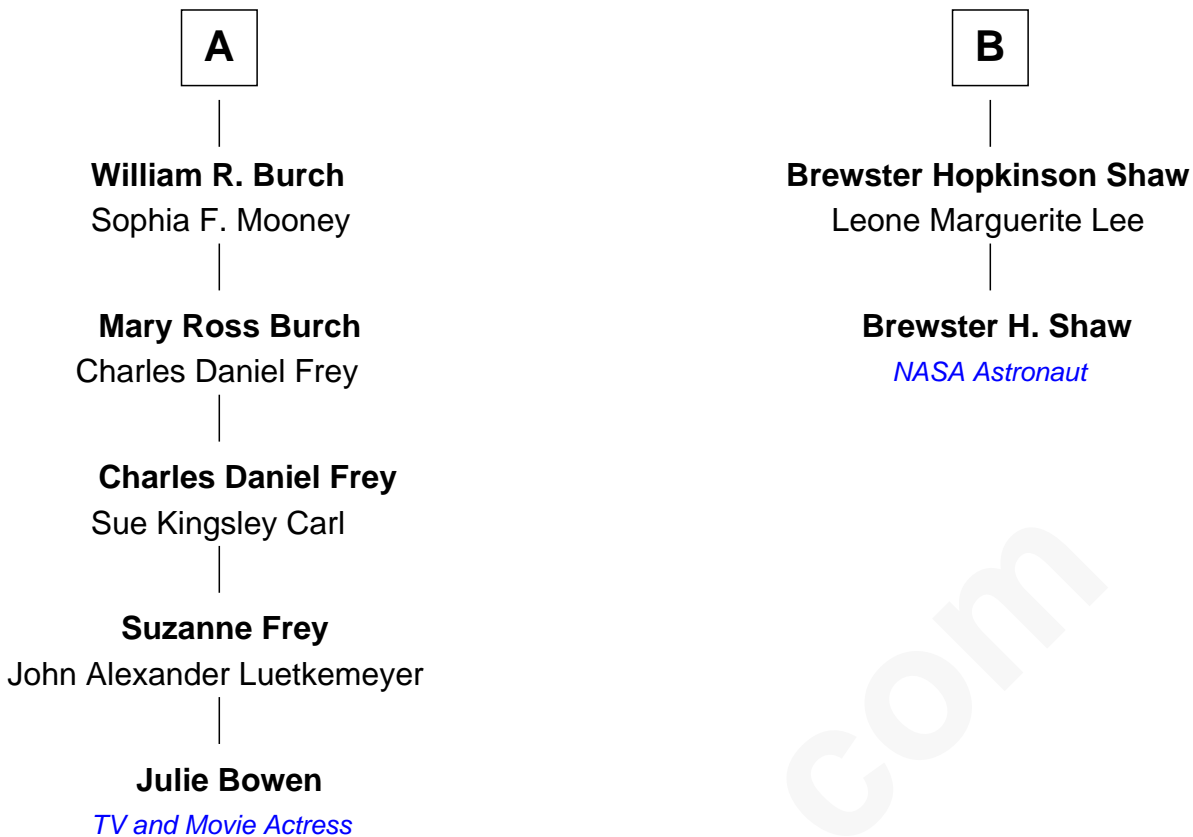 A
William R. Burch
Sophia F. Mooney
Mary Ross Burch
Charles Daniel Frey
Charles Daniel Frey
Sue Kingsley Carl
Suzanne Frey
John Alexander Luetkemeyer
Julie Bowen
TV and Movie Actress
B
Brewster Hopkinson Shaw
Leone Marguerite Lee
Brewster H. Shaw
NASA Astronaut
com